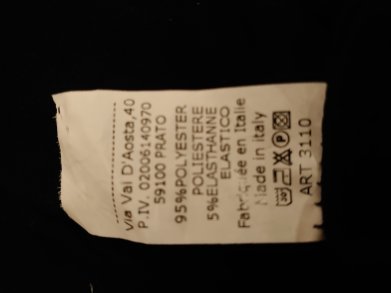 via Val D'Aosta,40
P.IV. 02006140970
59100 PRATO
95%POLYESTER
POLIESTERE
5%ELASTHANNE
ELASTICO
Fabriquée en Italie
Made in italy
30 P
ART 3110